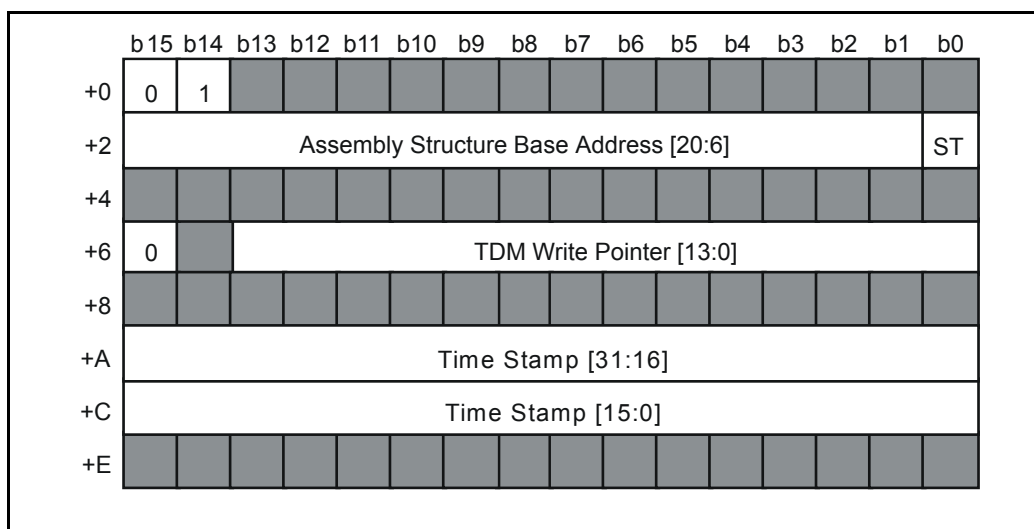 b 15 b14 b13 b12 b11 b10 b9 b8 b7 b6 b5 b4 b3 b2 b1 b0
+0 0 1
+2 Assembly Structure Base Address [20:6] ST
+4
+6 0 TDM Write Pointer [13:0]
+8
+A Time Stamp [31:16]
+C Time Stamp [15:0]
+E